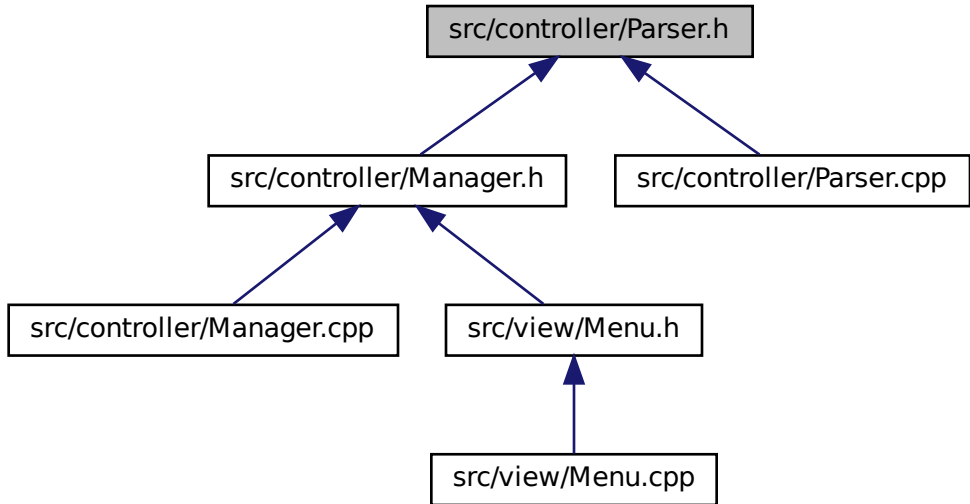 src/controller/Parser.h
src/controller/Manager.h
src/controller/Parser.cpp
src/controller/Manager.cpp
src/view/Menu.h
src/view/Menu.cpp